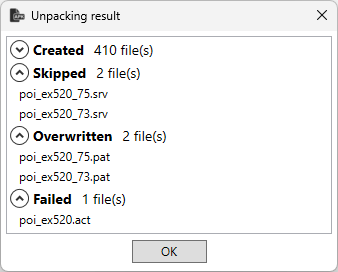 Unpacking result
Created 410 file(s)
Skipped 2 file(s)
poi_ex520_75.srv
poi_ex520_73.srv
Overwritten 2 file(s)
poi_ex520_75.pat
poi_ex520_73.pat
Failed 1 file(s)
poi_ex520.act
OK